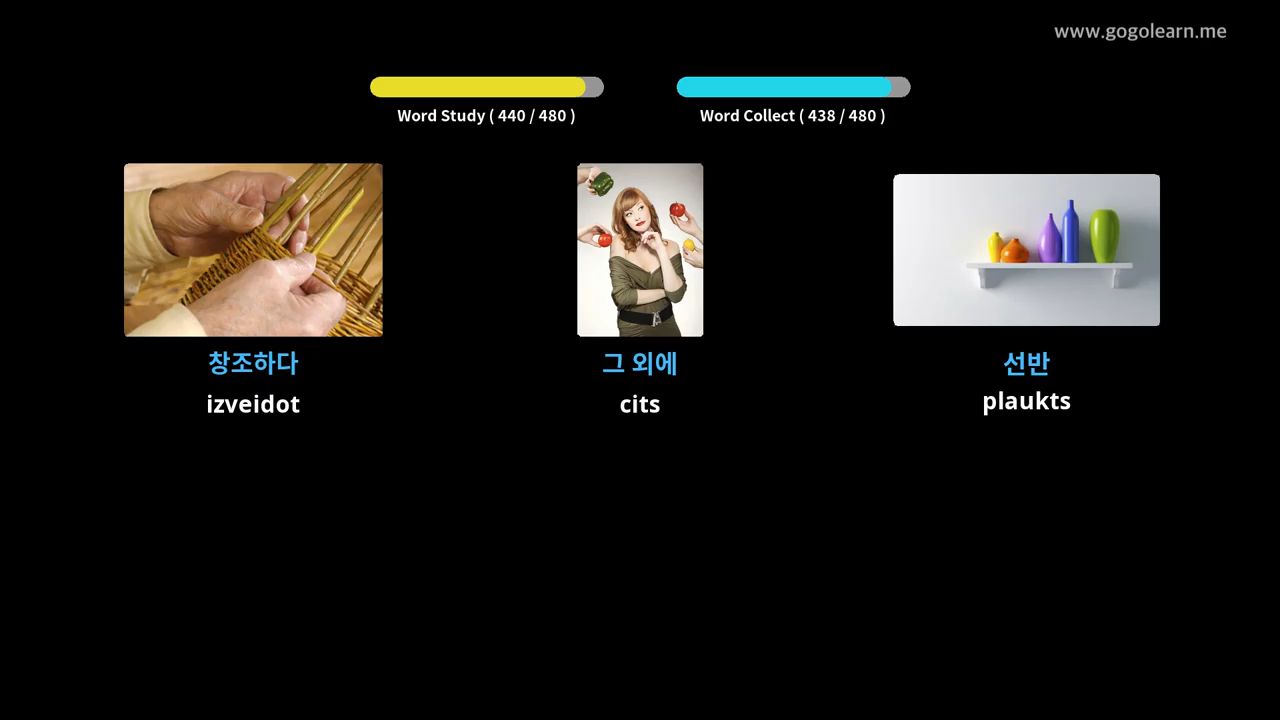 www.gogolearn.me
Word Study ( 440 / 480 )
Word Collect ( 438 / 480 )
창조하다
그 외에
선반
izveidot
cits
plaukts